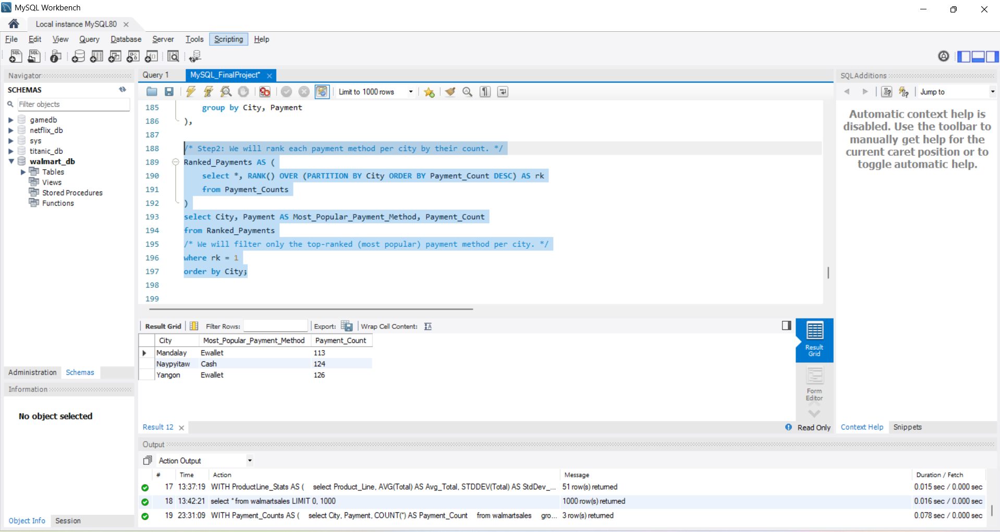 MySQL Workbench
Local instance MySQL80
File Edit View Query Database Server Tools Scripting Help
Navigator
SCHEMAS
Filter objects
gamedb
netflix_db
sys
titanic_db
walmart_db
Tables
Views
Stored Procedures
Functions
Administration Schemas
Information
No object selected
Object Info Session
Query 1 MySQL_FinalProject*
Limit to 1000 rows
185 group by City, Payment
186 ),
187
188 /* Step2: We will rank each payment method per city by their count. */
189 Ranked_Payments AS (
190 select *, RANK() OVER (PARTITION BY City ORDER BY Payment_Count DESC) AS rk
191 from Payment_Counts
192 )
193 select City, Payment AS Most_Popular_Payment_Method, Payment_Count
194 from Ranked_Payments
195 /* We will filter only the top-ranked (most popular) payment method per city. */
196 where rk = 1
197 order by City;
198
199
Result Grid Filter Rows: Export: Wrap Cell Content:
City Most_Popular_Payment_Method Payment_Count
Mandalay Ewallet 113
Naypyitaw Cash 124
Yangon Ewallet 126
Result
Grid
Form
Editor
Result 12
Read Only
SQLAdditions
Jump to
Automatic context help is
disabled. Use the toolbar to
manually get help for the
current caret position or to
toggle automatic help.
Context Help Snippets
Output
Action Output
# Time Action Message Duration / Fetch
17 13:37:19 WITH ProductLine_Stats AS ( select Product_Line, AVG(Total) AS Avg_Total, STDDEV(Total) AS StdDev_... 51 row(s) returned 0.015 sec / 0.000 sec
18 13:42:21 select * from walmartsales LIMIT 0, 1000 1000 row(s) returned 0.016 sec / 0.000 sec
19 23:31:09 WITH Payment_Counts AS ( select City, Payment, COUNT(*) AS Payment_Count from walmartsales gro... 3 row(s) returned 0.078 sec / 0.000 sec